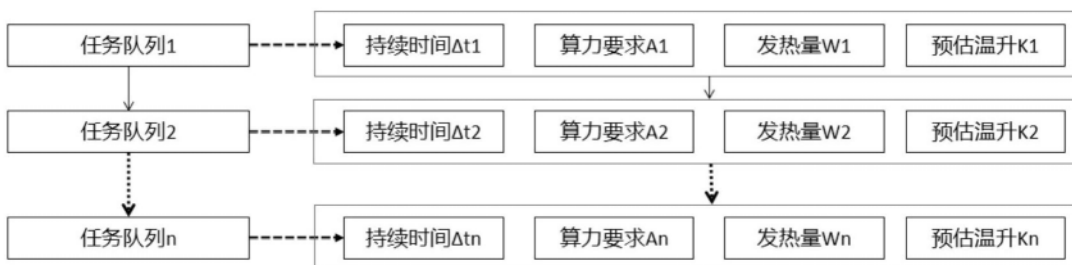 任务队列1 持续时间Δt1 算力要求A1 发热量W1 预估温升K1
任务队列2 持续时间Δt2 算力要求A2 发热量W2 预估温升K2
任务队列n 持续时间Δtn 算力要求An 发热量Wn 预估温升Kn